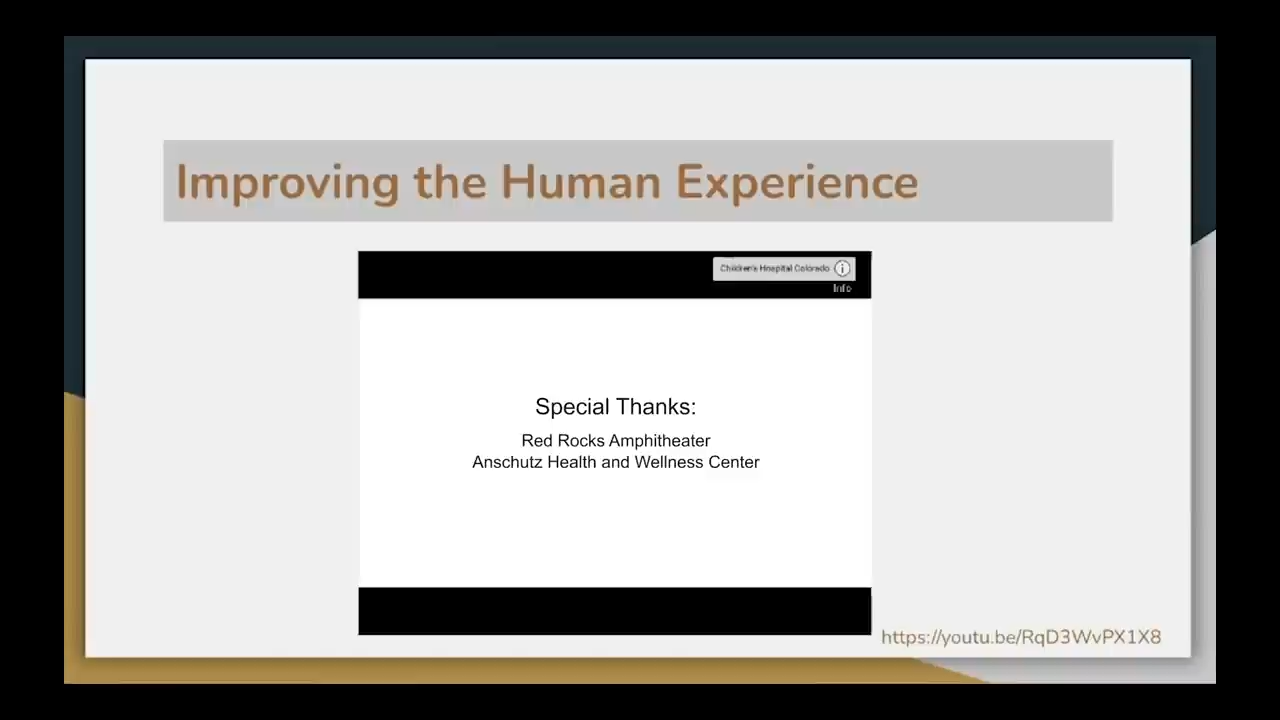 Improving the Human Experience
Children's Hospital Colorado
Info
Special Thanks:
Red Rocks Amphitheater
Anschutz Health and Wellness Center
https://youtu.be/RqD3WvPX1X8